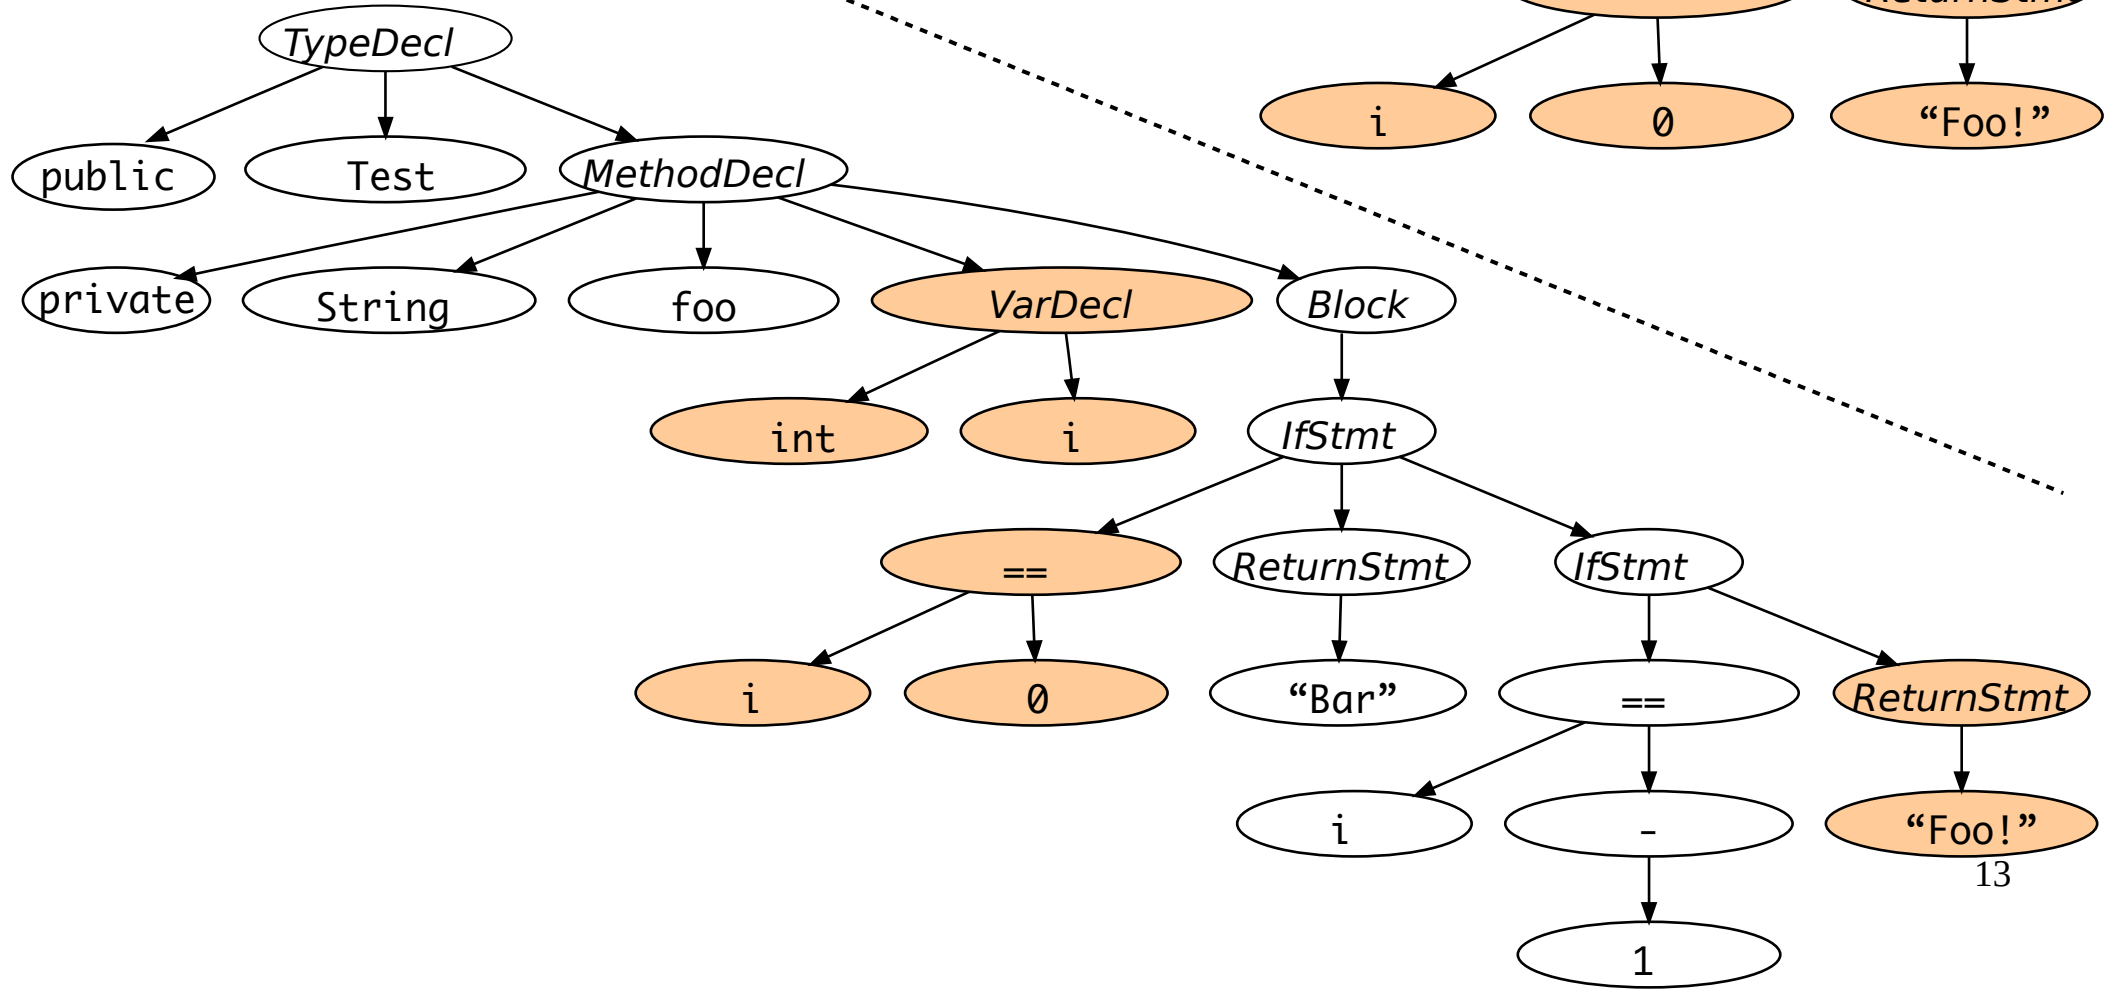 ReturnStmt
TypeDecl
i
0
“Foo!”
public
Test
MethodDecl
private
String
foo
VarDecl
Block
int
i
IfStmt
==
ReturnStmt
IfStmt
i
0
“Bar”
==
ReturnStmt
i
-
“Foo!”
13
1